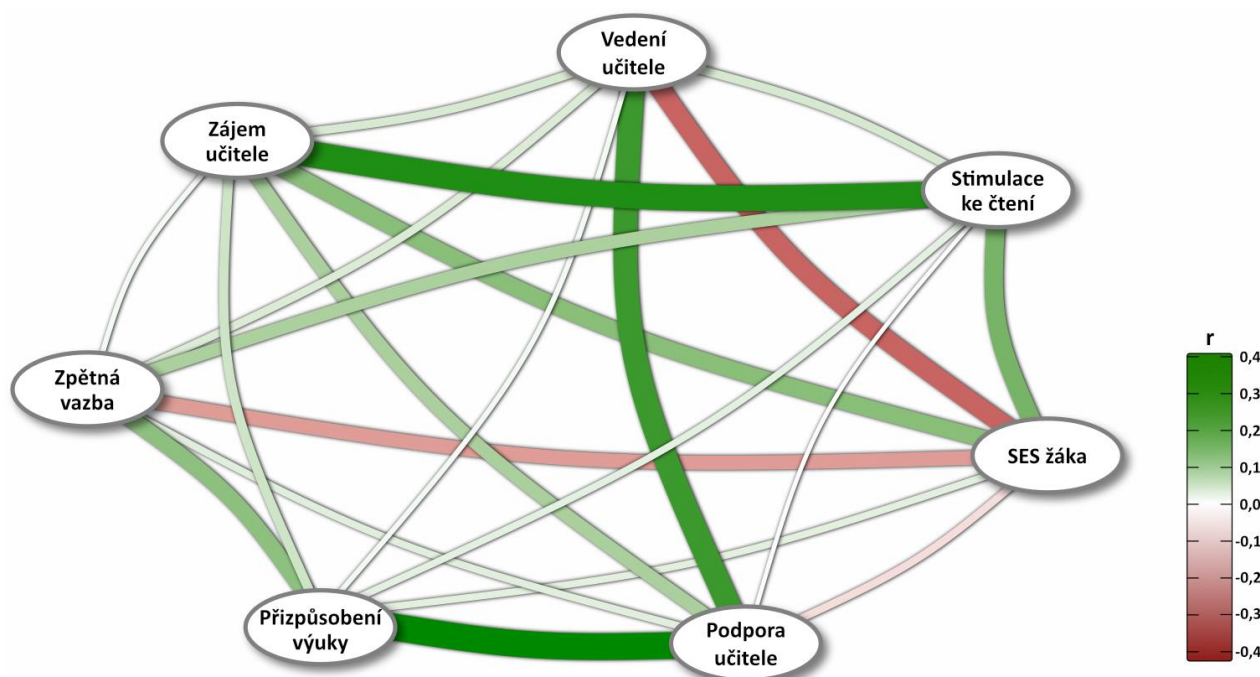 Vedení
učitele
Zájem
učitele
Stimulace
ke čtení
Zpětná
vazba
SES žáka
Přizpůsobení
výuky
Podpora
učitele
r
0,4
0,3
0,2
0,1
0,0
-0,1
-0,2
-0,3
-0,4